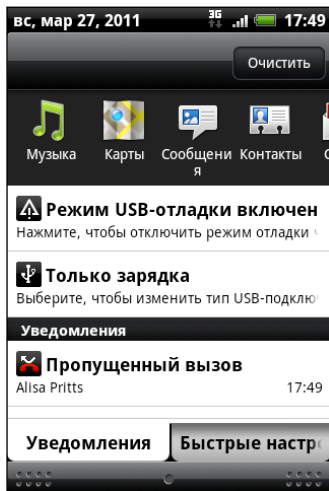 вс, мар 27, 2011 3G 17:49
Очистить
Музыка Карты Сообщени Контакты
я
Режим USB-отладки включен
Нажмите, чтобы отключить режим отладки
Только зарядка
Выберите, чтобы изменить тип USB-подклю
Уведомления
Пропущенный вызов
Alisa Pritts 17:49
Уведомления Быстрые настр